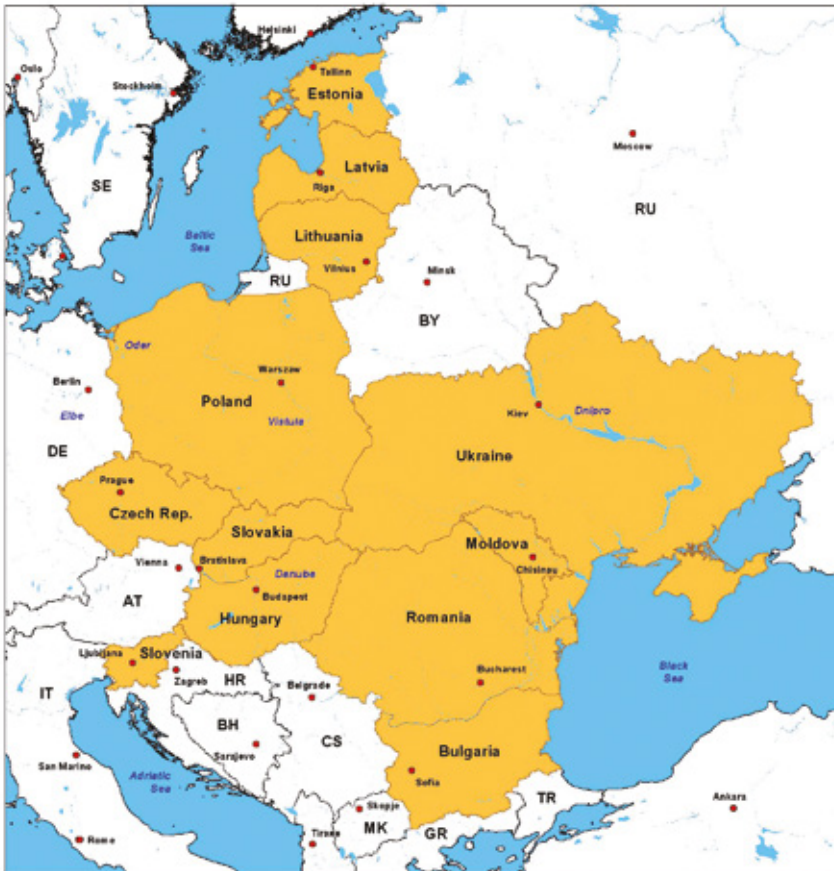 Helsinki
Oslo
Tallinn
Stockholm
Estonia
Moscow
Latvia
Riga
SE
RU
Lithuania
Baltic
Sea
Vilnius
RU
Minsk
BY
Oder
Warszaw
Berlin
Poland
Kiev
Dnipro
Elbe
Vistula
DE
Ukraine
Prague
Czech Rep.
Slovakia
Moldova
Vienna
Bratislava
Danube
Chisinau
Budapest
AT
Hungary
Romania
Ljubljana
Slovenia
Zagreb
HR
Bucharest
Black
Sea
IT
Belgrade
BH
CS
Sarajevo
Bulgaria
San Marino
Sofia
Adriatic
Sea
Skopje
TR
Ankara
MK
GR
Tirana
Rome